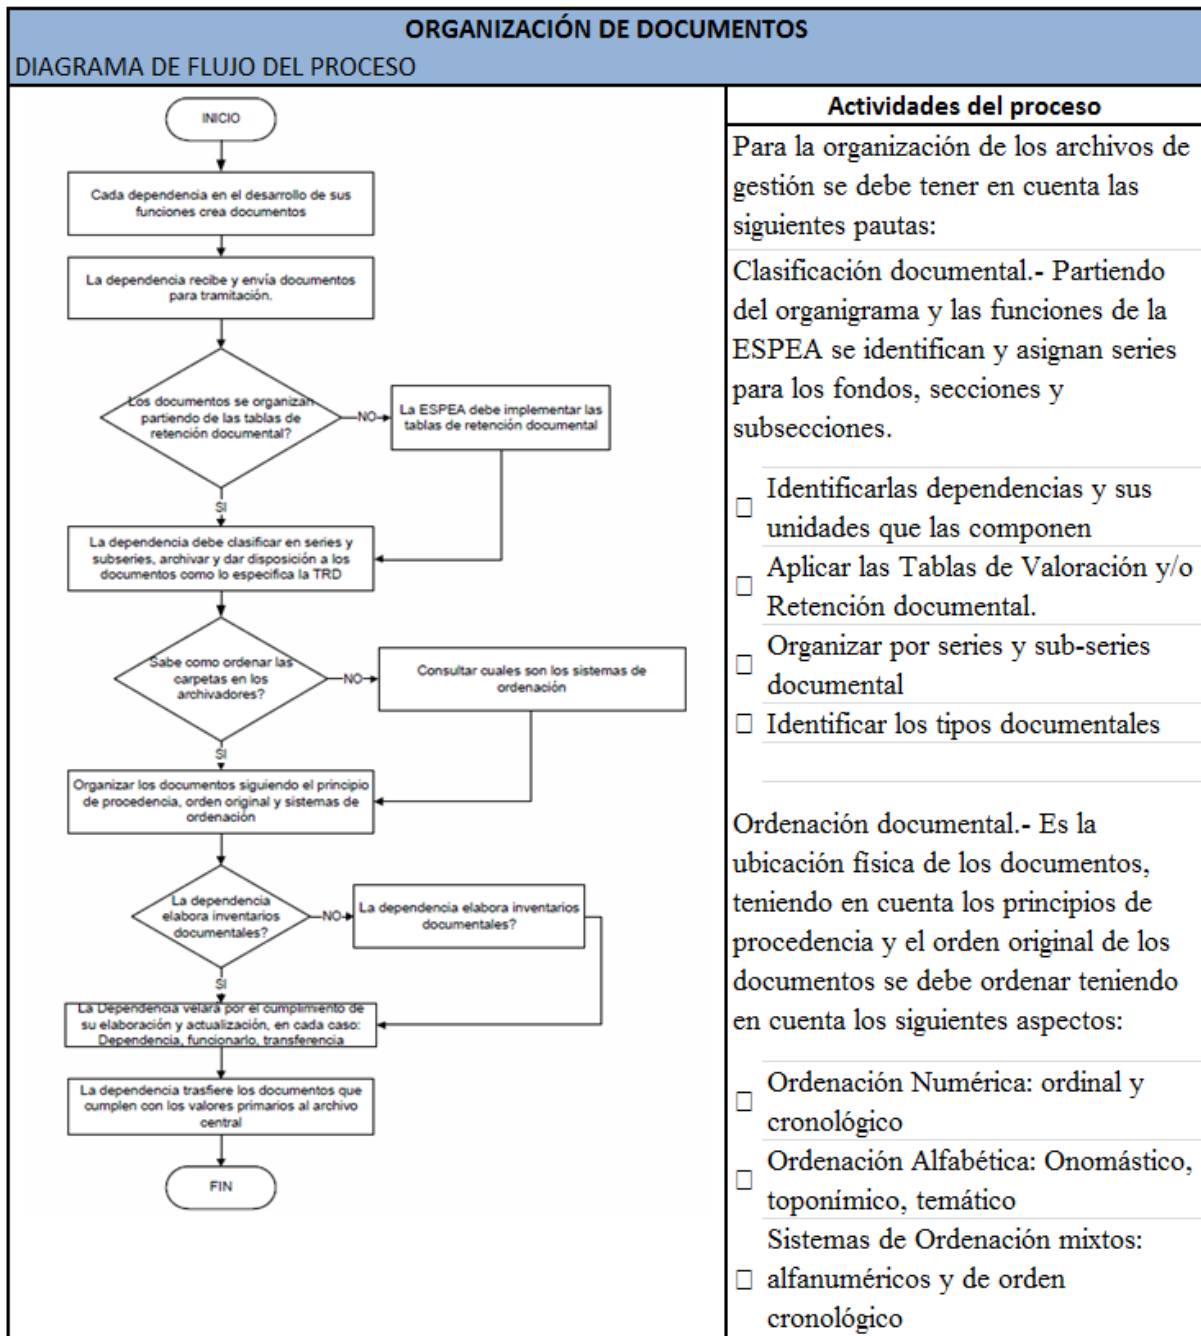 ORGANIZACIÓN DE DOCUMENTOS
DIAGRAMA DE FLUJO DEL PROCESO
INICIO
Cada dependencia en el desarrollo de sus
funciones crea documentos
La dependencia recibe y envía documentos
para tramitación.
Los documentos se organizan
partiendo de las tablas de
retención documental?
NO
La ESPEA debe implementar las
tablas de retención documental
SI
La dependencia debe clasificar en series y
subseries, archivar y dar disposición a los
documentos como lo especifica la TRD
Sabe como ordenar las
carpetas en los
archivadores?
NO
Consultar cuales son los sistemas de
ordenación
SI
Organizar los documentos siguiendo el principio
de procedencia, orden original y sistemas de
ordenación
La dependencia
elabora inventarios
documentales?
NO
La dependencia elabora inventarios
documentales?
SI
La Dependencia velará por el cumplimiento de
su elaboración y actualización, en cada caso:
Dependencia, funcionarlo, transferencia
La dependencia trasfiere los documentos que
cumplen con los valores primarios al archivo
central
FIN
Actividades del proceso
Para la organización de los archivos de
gestión se debe tener en cuenta las
siguientes pautas:
Clasificación documental.- Partiendo
del organigrama y las funciones de la
ESPEA se identifican y asignan series
para los fondos, secciones y
subsecciones.
Identificarlas dependencias y sus
unidades que las componen
Aplicar las Tablas de Valoración y/o
Retención documental.
Organizar por series y sub-series
documental
Identificar los tipos documentales
Ordenación documental.- Es la
ubicación física de los documentos,
teniendo en cuenta los principios de
procedencia y el orden original de los
documentos se debe ordenar teniendo
en cuenta los siguientes aspectos:
Ordenación Numérica: ordinal y
cronológico
Ordenación Alfabética: Onomástico,
toponímico, temático
Sistemas de Ordenación mixtos:
alfanuméricos y de orden
cronológico